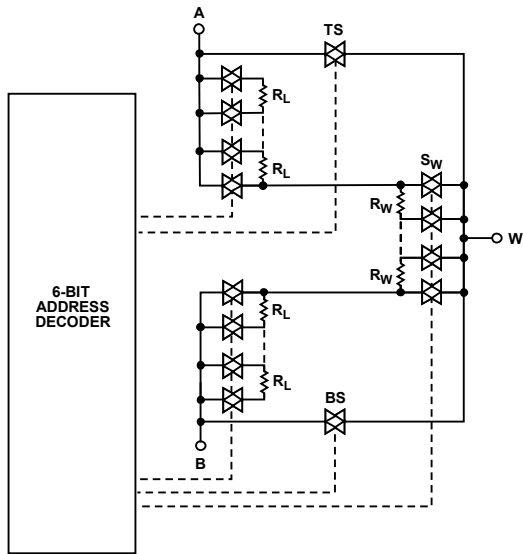 A
TS
RL
RL
SW
RW
W
RW
6-BIT
ADDRESS
DECODER
RL
RL
BS
B